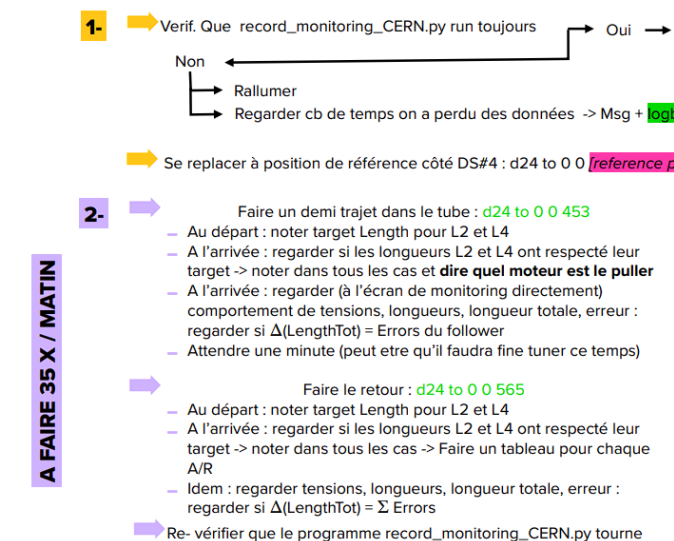 1- Verif. Que record_monitoring_CERN.py run toujours Oui
Non
Rallumer
Regarder cb de temps on a perdu des données -> Msg +
Se replacer à position de référence côté DS#4 : d24 to 0 0 [reference
2- Faire un demi trajet dans le tube : d24 to 0 0 453
– Au départ : noter target Length pour L2 et L4
– A l'arrivée : regarder si les longueurs L2 et L4 ont respecté leur
target -> noter dans tous les cas et dire quel moteur est le puller
– A l'arrivée : regarder (à l'écran de monitoring directement)
comportement de tensions, longueurs, longueur totale, erreur :
regarder si Δ(LengthTot) = Errors du follower
– Attendre une minute (peut etre qu'il faudra fine tuner ce temps)
A FAIRE 35 X / MATIN
Faire le retour : d24 to 0 0 565
– Au départ : noter target Length pour L2 et L4
– A l'arrivée : regarder si les longueurs L2 et L4 ont respecté leur
target -> noter dans tous les cas -> Faire un tableau pour chaque
A/R
– Idem : regarder tensions, longueurs, longueur totale, erreur :
regarder si Δ(LengthTot) = Σ Errors
Re- vérifier que le programme record_monitoring_CERN.py tourne